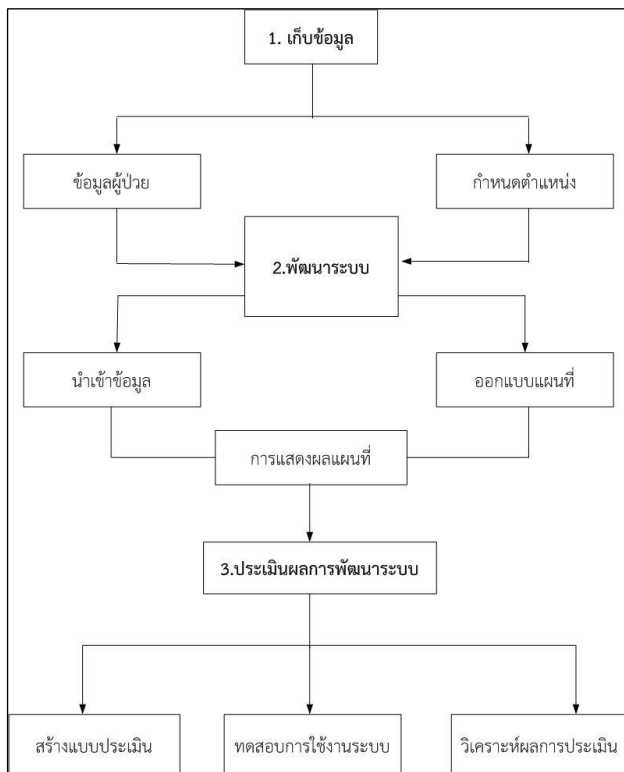 1. เก็บข้อมูล
ข้อมูลผู้ป่วย
กำหนดตำแหน่ง
2.พัฒนาระบบ
นำเข้าข้อมูล
ออกแบบแผนที่
การแสดงผลแผนที่
3.ประเมินผลการพัฒนาระบบ
สร้างแบบประเมิน
ทดสอบการใช้งานระบบ
วิเคราะห์ผลการประเมิน